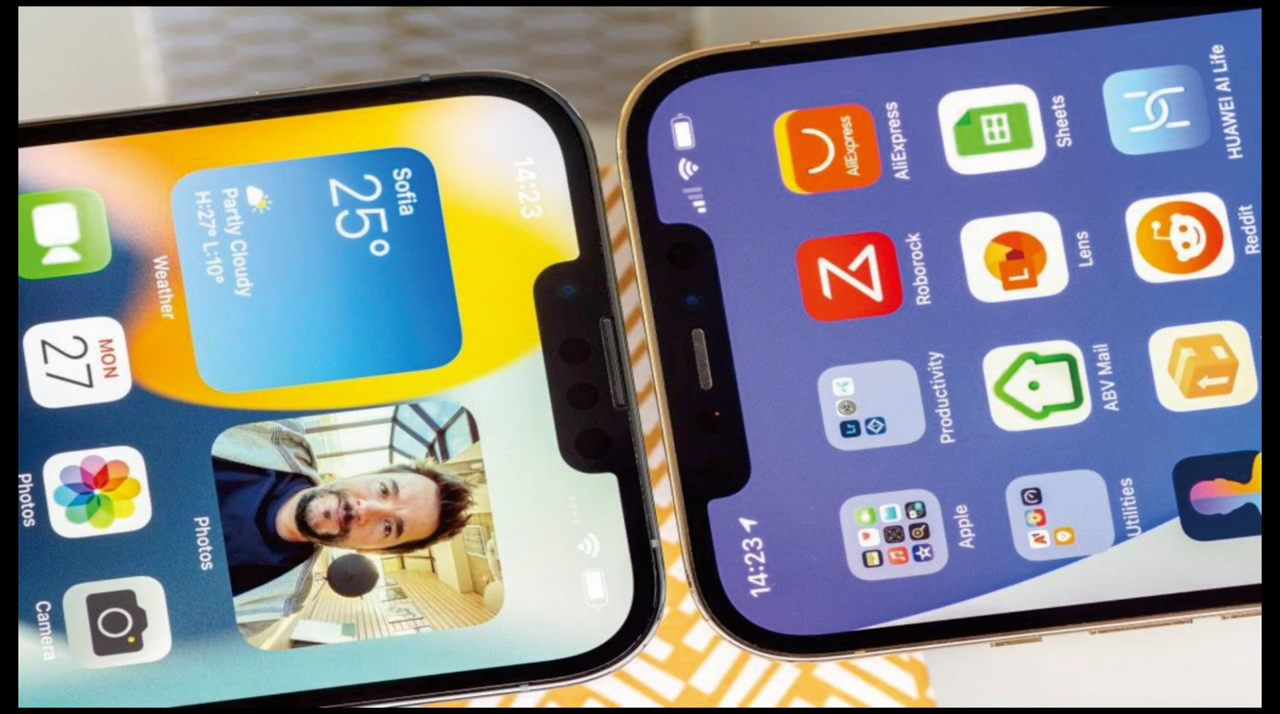 14:23
Sofia
25°
Partly Cloudy
H:27° L:10°
Weather
MON
27
Photos
Photos
Camera
14:23
AliExpress
AliExpress
Sheets
HUAWEI AI Life
Roborock
L
Lens
Reddit
Productivity
Lr
ABV Mail
Apple
Utilities